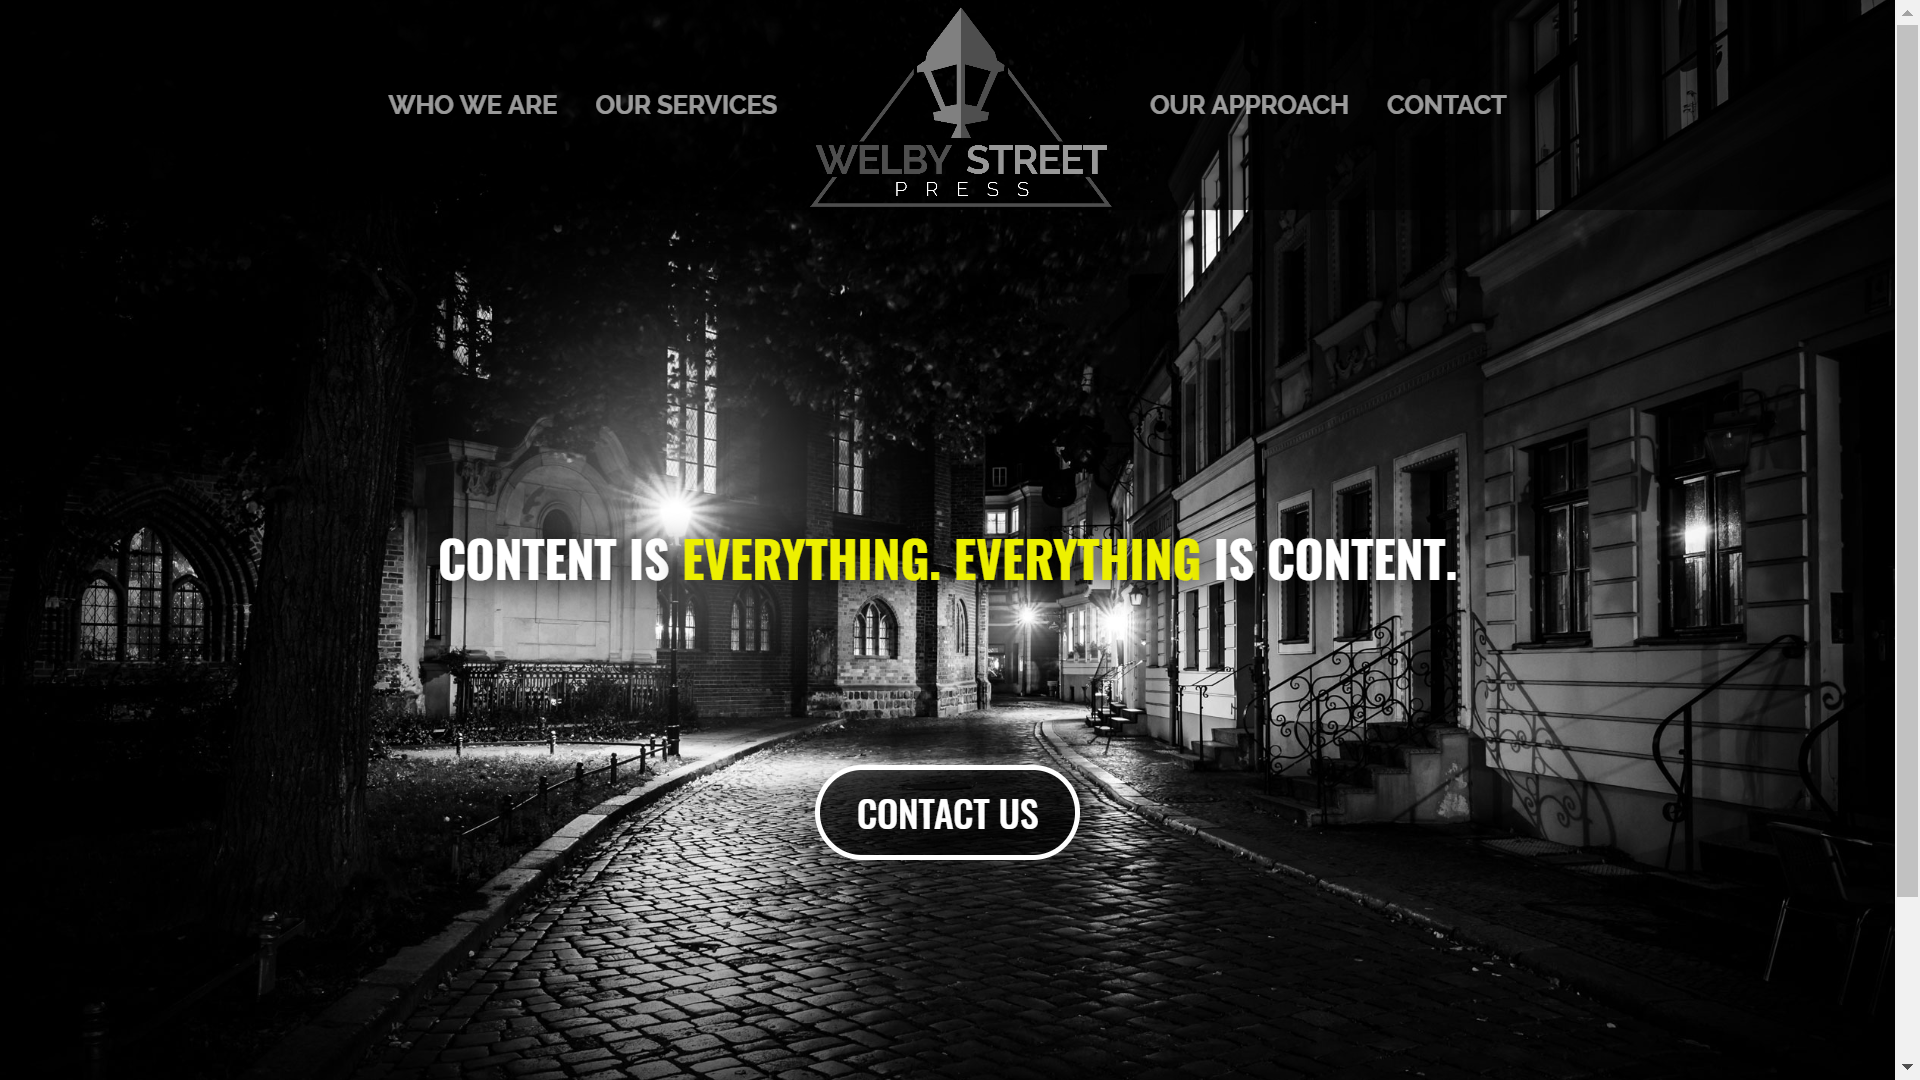 WHO WE ARE
OUR SERVICES
WELBY STREET
PRESS
OUR APPROACH
CONTACT
CONTENT IS EVERYTHING. EVERYTHING IS CONTENT.
CONTACT US